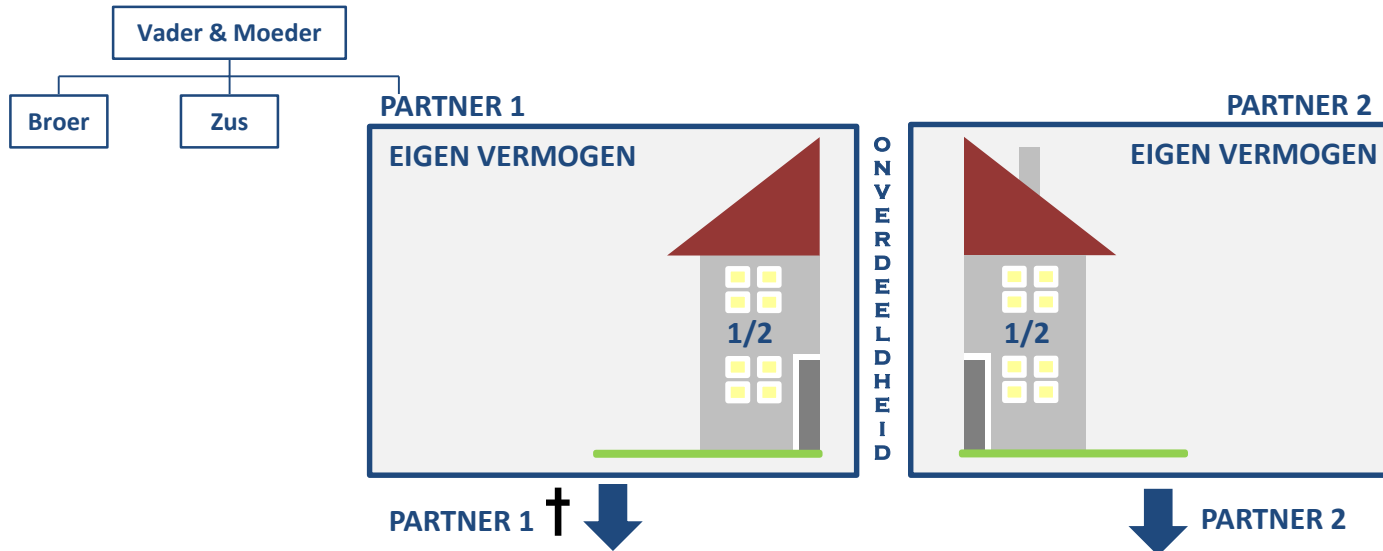 Vader & Moeder
Broer
Zus
PARTNER 1
PARTNER 2
EIGEN VERMOGEN
ONVERDEELDHEID
EIGEN VERMOGEN
1/2
1/2
PARTNER 1 †
PARTNER 2